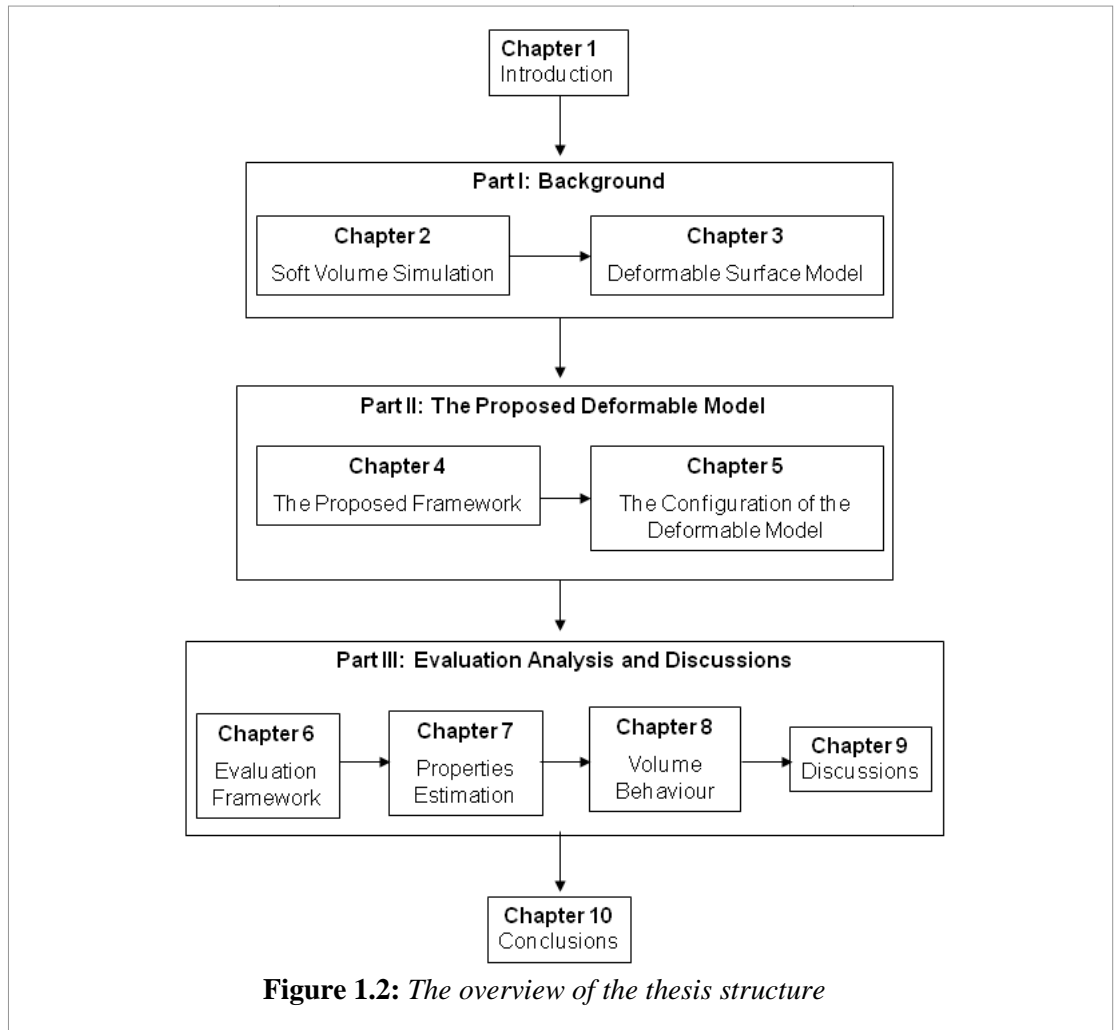 Chapter 1
Introduction
Part I: Background
Chapter 2
Soft Volume Simulation
Chapter 3
Deformable Surface Model
Part II: The Proposed Deformable Model
Chapter 4
The Proposed Framework
Chapter 5
The Configuration of the
Deformable Model
Part III: Evaluation Analysis and Discussions
Chapter 6
Evaluation
Framework
Chapter 7
Properties
Estimation
Chapter 8
Volume
Behaviour
Chapter 9
Discussions
Chapter 10
Conclusions
Figure 1.2: The overview of the thesis structure